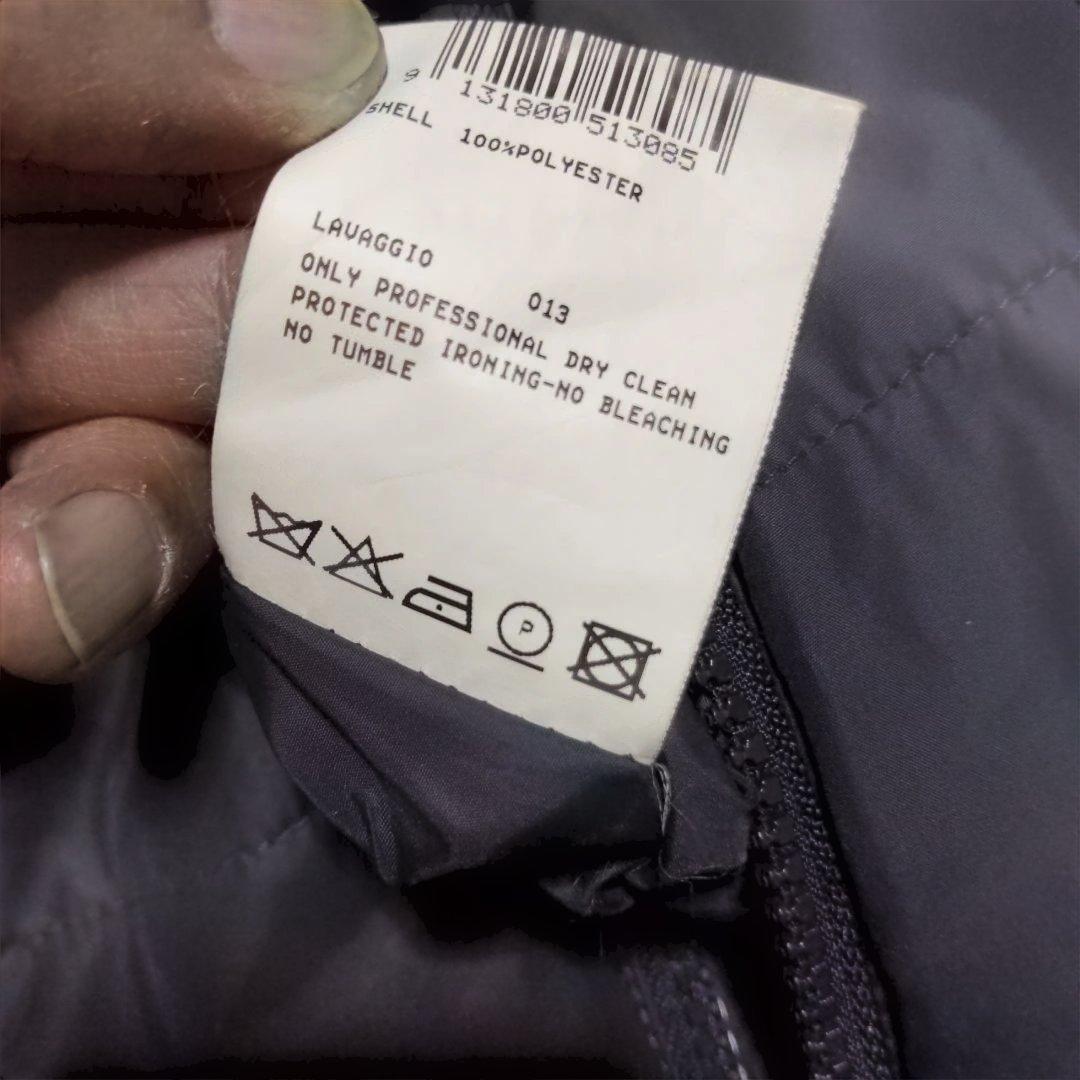 9 131800 513085
SHELL 100%POLYESTER
LAVAGGIO 013
ONLY PROFESSIONAL DRY CLEAN
PROTECTED IRONING-NO BLEACHING
NO TUMBLE
P